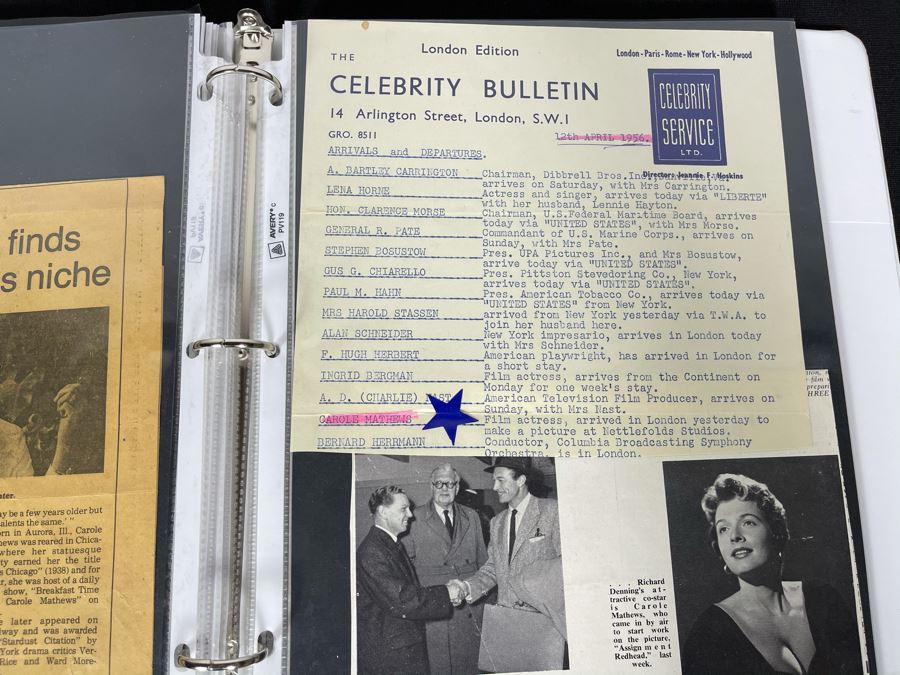 finds
s niche
ater.
ay be a few years older but
alents the same.' "
orn in Aurora, Ill., Carole
hews was reared in Chica-
where her statuesque
ty earned her the title
s Chicago" (1938) and for
ar, she was host of a daily
show, "Breakfast Time
Carole Mathews" on
e later appeared on
dway and was awarded
"Stardust Citation" by
York drama critics Ver-
Rice and Ward More-
AVERY® C
PV119
London Edition
London - Paris - Rome - New York - Hollywood
THE
CELEBRITY BULLETIN
14 Arlington Street, London, S.W.1
GRO. 8511
12th APRIL 1956.
CELEBRITY
SERVICE
LTD.
Director: Jeannie F. Hoskins
ARRIVALS and DEPARTURES.
A. BARTLEY CARRINGTON Chairman, Dibbrell Bros.Inc.
arrives on Saturday, with Mrs Carrington.
LENA HORNE Actress and singer, arrives today via "LIBERTE"
with her husband, Lennie Hayton.
HON. CLARENCE MORSE Chairman, U.S.Federal Maritime Board, arrives
today via "UNITED STATES", with Mrs Morse.
GENERAL R. PATE Commandant of U.S. Marine Corps., arrives on
Sunday, with Mrs Pate.
STEPHEN BOSUSTOW Pres. UPA Pictures Inc., and Mrs Bosustow,
arrive today via "UNITED STATES".
GUS G. CHIARELLO Pres. Pittston Stevedoring Co., New York,
arrives today via "UNITED STATES".
PAUL M. HAHN Pres. American Tobacco Co., arrives today via
"UNITED STATES" from New York.
MRS HAROLD STASSEN arrived from New York yesterday via T.W.A. to
join her husband here.
ALAN SCHNEIDER New York impresario, arrives in London today
with Mrs Schneider.
F. HUGH HERBERT American playwright, has arrived in London for
a short stay.
INGRID BERGMAN Film actress, arrives from the Continent on
Monday for one week's stay.
A. D. (CHARLIE) NAST American Television Film Producer, arrives on
Sunday, with Mrs Nast.
CAROLE MATHEWS Film actress, arrived in London yesterday to
make a picture at Nettlefolds Studios.
BERNARD HERRMANN Conductor, Columbia Broadcasting Symphony
Orchestra, is in London.
. . . Richard
Denning's at-
tractive co-star
is Carole
Mathews, who
came in by air
to start work
on the picture,
"Assignment
Redhead," last
week.